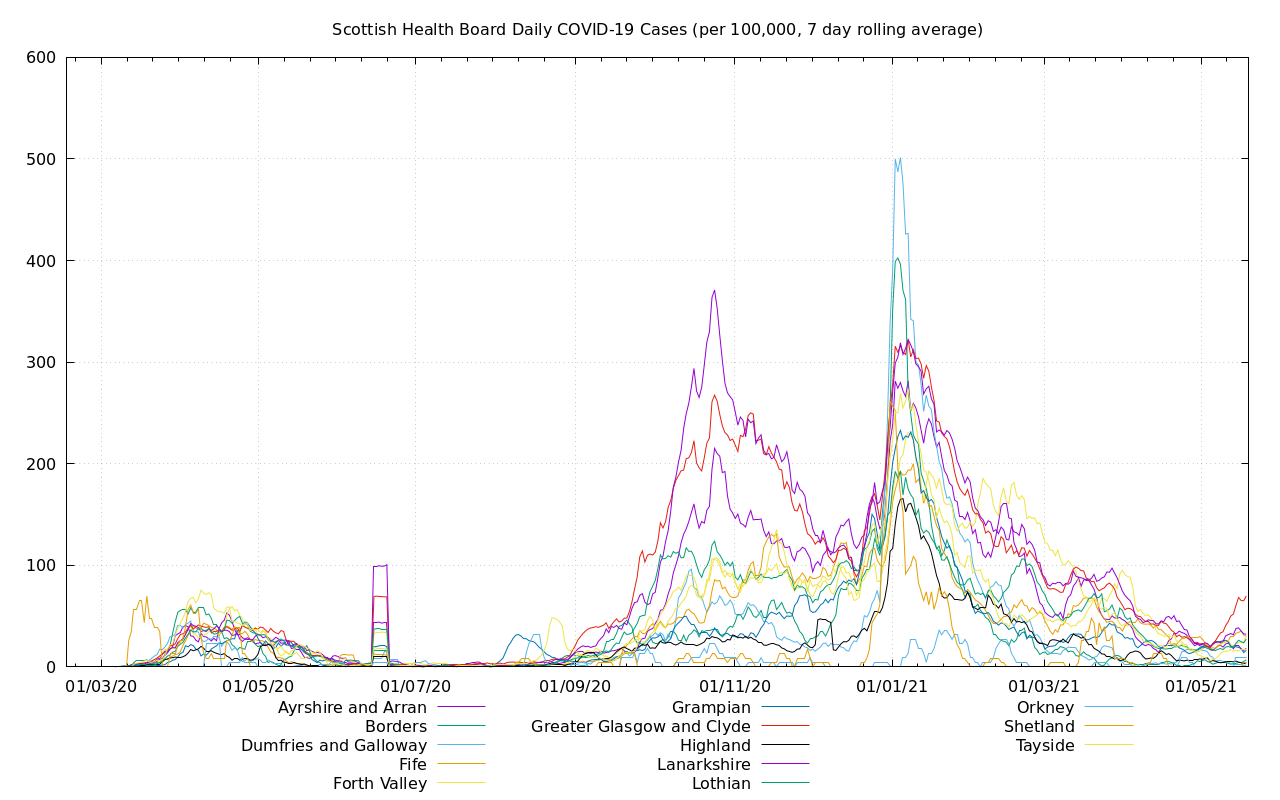 Scottish Health Board Daily COVID-19 Cases (per 100,000, 7 day rolling average)
600
500
400
300
200
100
0
01/03/20 01/05/20 01/07/20 01/09/20 01/11/20 01/01/21 01/03/21 01/05/21
Ayrshire and Arran Grampian Orkney
Borders Greater Glasgow and Clyde Shetland
Dumfries and Galloway Highland Tayside
Fife Lanarkshire
Forth Valley Lothian